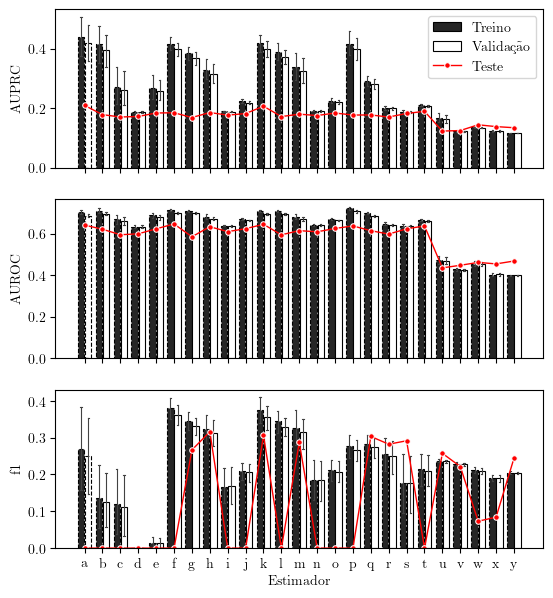 AUPRC
0.4
0.2
0.0
Treino
Validação
Teste
AUROC
0.6
0.4
0.2
0.0
f1
0.4
0.3
0.2
0.1
0.0
a b c d e f g h i j k l m n o p q r s t u v w x y
Estimador